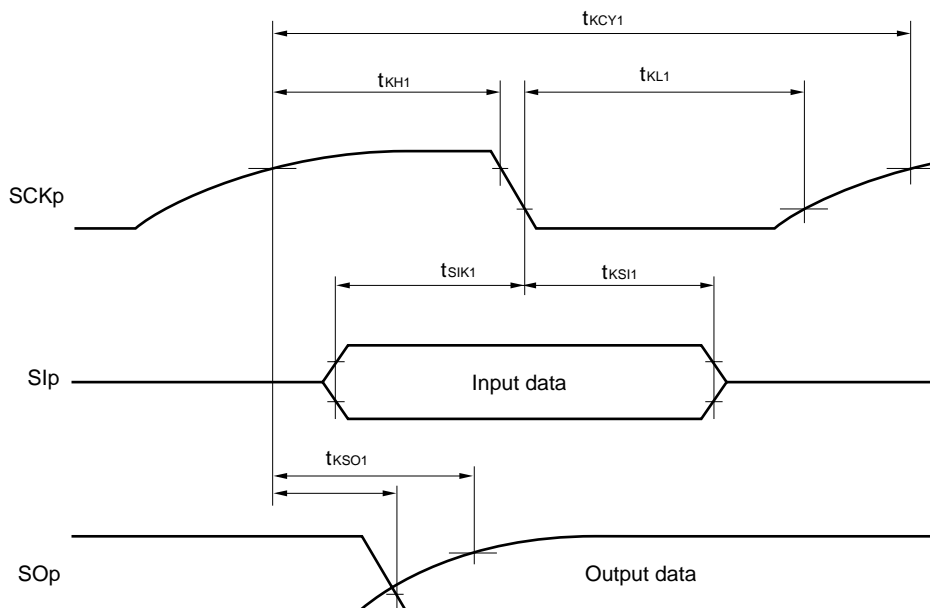 tKCY1
tKH1
tKL1
SCKp
tSIK1
tKSI1
SIp
Input data
tKSO1
SOp
Output data